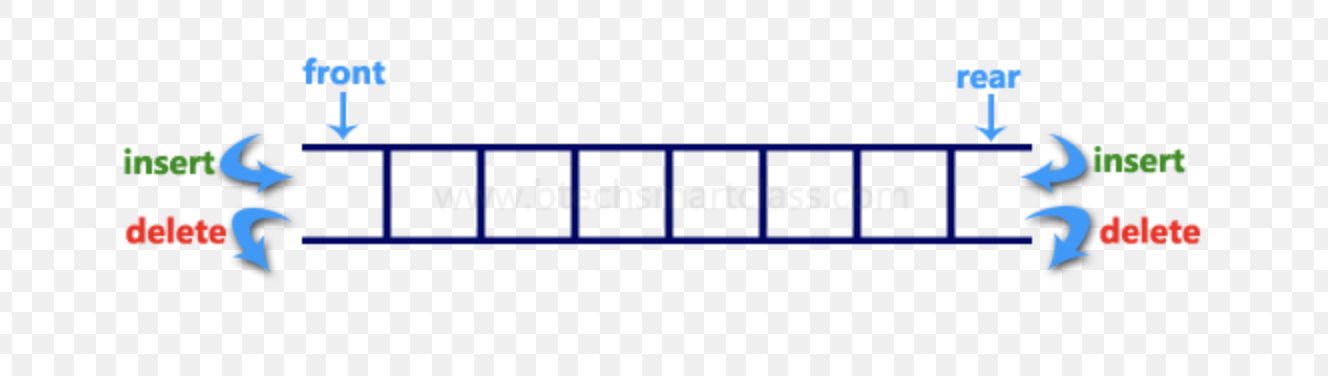 front
rear
insert
insert
www.btechsmartclass.com
delete
delete